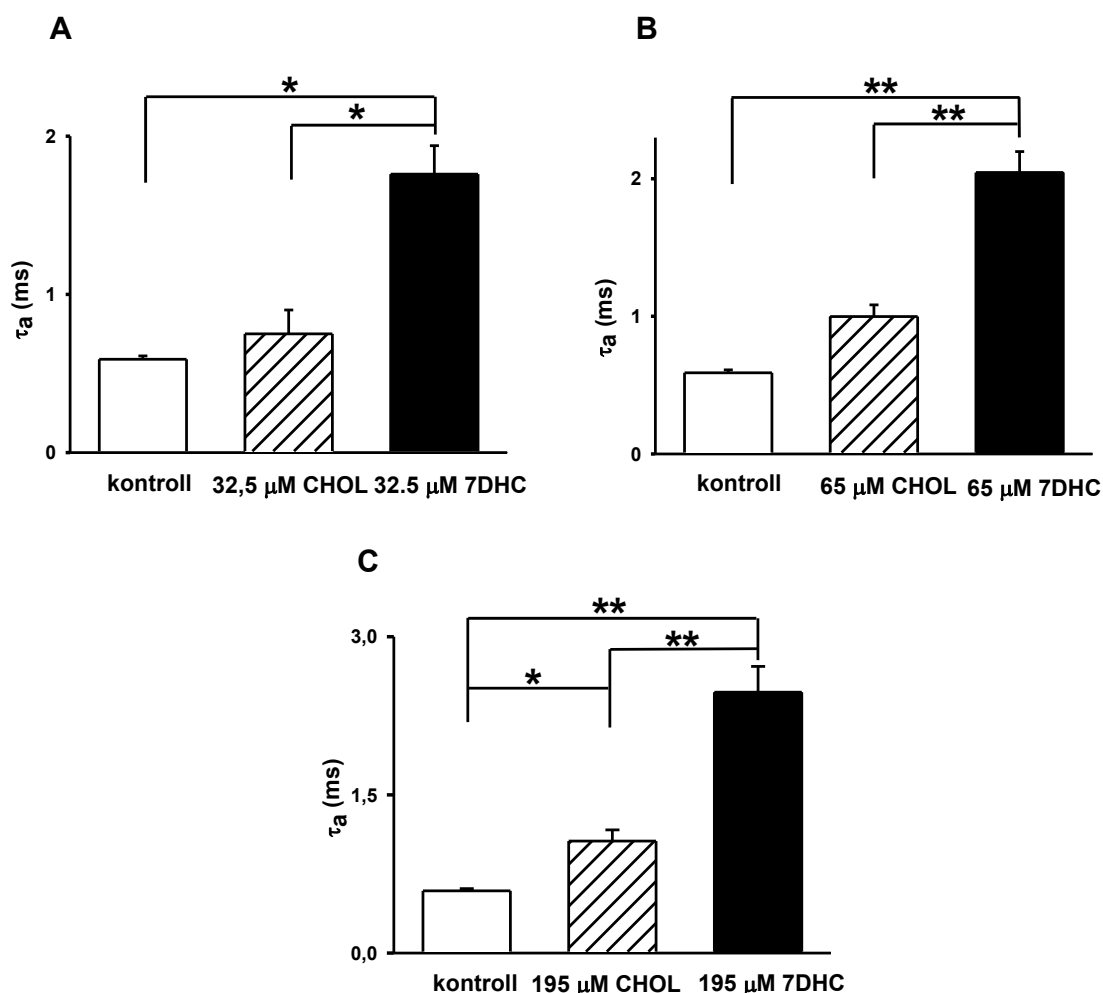 A
*
*
2
1
0
τa (ms)
kontroll 32,5 μM CHOL 32.5 μM 7DHC
B
**
**
2
1
0
τa (ms)
kontroll 65 μM CHOL 65 μM 7DHC
C
**
**
*
3,0
1,5
0,0
τa (ms)
kontroll 195 μM CHOL 195 μM 7DHC